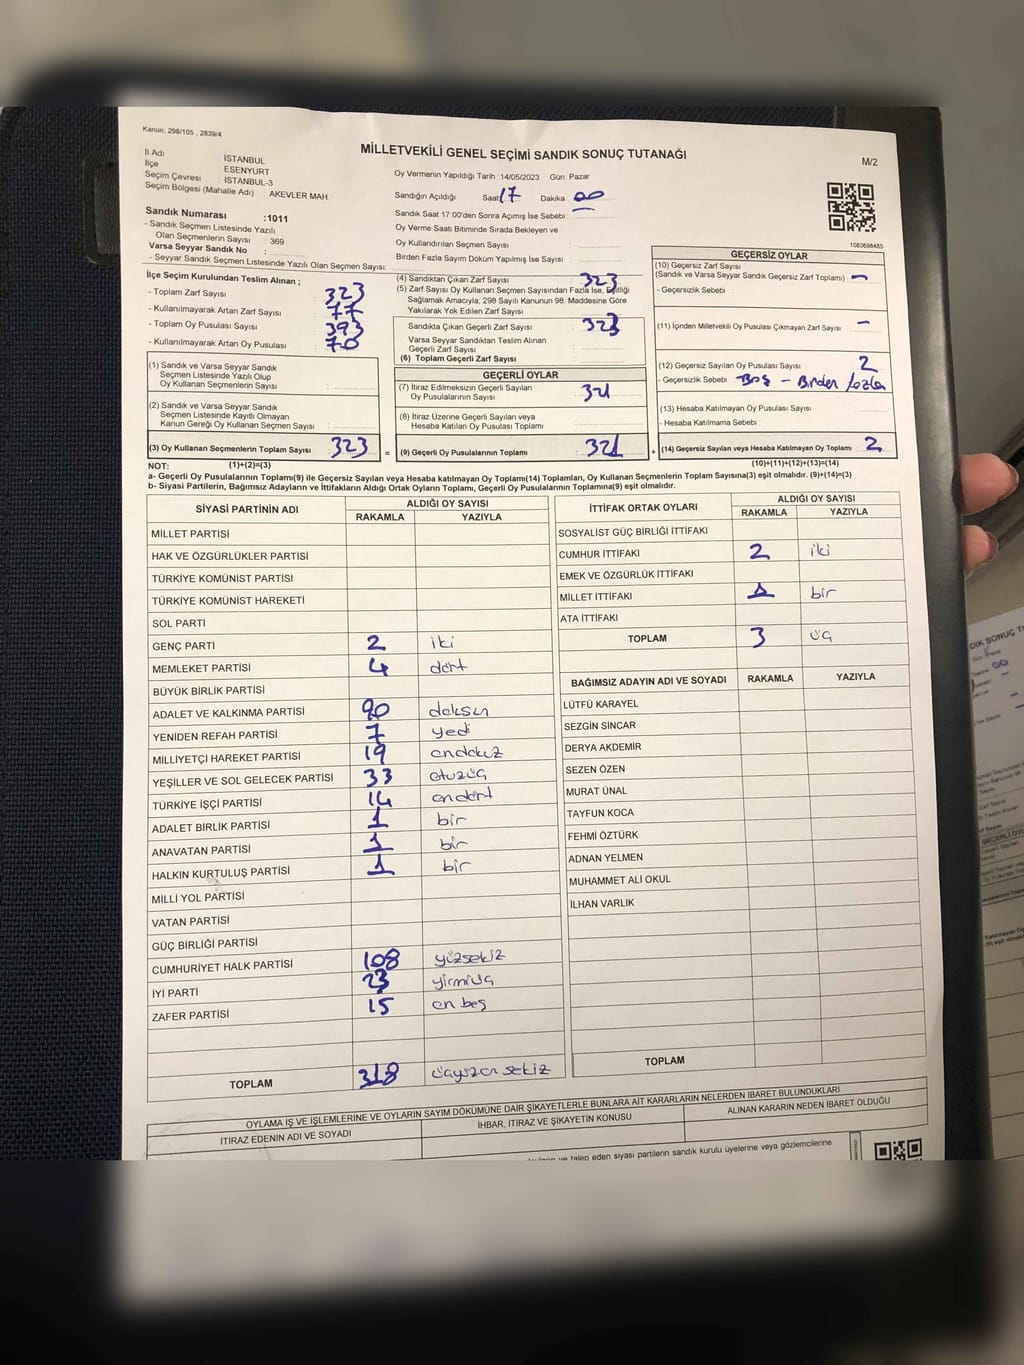 Kanun, 298/105 , 2839/4
MİLLETVEKİLİ GENEL SEÇİMİ SANDIK SONUÇ TUTANAĞI
M/2
İl Adı : İSTANBUL
İlçe : ESENYURT
Seçim Çevresi : İSTANBUL-3
Seçim Bölgesi (Mahalle Adı) : AKEVLER MAH.
Sandık Numarası :1011
- Sandık Seçmen Listesinde Yazılı
Olan Seçmenlerin Sayısı : 369
Varsa Seyyar Sandık No :
- Seyyar Sandık Seçmen Listesinde Yazılı Olan Seçmen Sayısı:
Oy Vermenin Yapıldığı Tarih :14/05/2023 Gün: Pazar
Sandığın Açıldığı Saat 17 Dakika 00
Sandık Saat 17.00'den Sonra Açımış İse Sebebi :
Oy Verme Saati Bitiminde Sırada Bekleyen ve
Oy Kullandırılan Seçmen Sayısı
Birden Fazla Sayım Döküm Yapılmış İse Sayısı :
1083698485
İlçe Seçim Kurulundan Teslim Alınan ;
- Toplam Zarf Sayısı : 323
- Kullanılmayarak Artan Zarf Sayısı : 77
- Toplam Oy Pusulası Sayısı : 393
- Kullanılmayarak Artan Oy Pusulası : 70
(1) Sandık ve Varsa Seyyar Sandık
Seçmen Listesinde Yazılı Olup
Oy Kullanan Seçmenlerin Sayısı :
(2) Sandık ve Varsa Seyyar Sandık
Seçmen Listesinde Kayıtlı Olmayan
Kanun Gereği Oy Kullanan Seçmen Sayısı :
(3) Oy Kullanan Seçmenlerin Toplam Sayısı : 323 =
(4) Sandıktan Çıkan Zarf Sayısı : 323
(5) Zarf Sayısı Oy Kullanan Seçmen Sayısından Fazla İse, Eşitliği
Sağlamak Amacıyla, 298 Sayılı Kanunun 98. Maddesine Göre
Yakılarak Yok Edilen Zarf Sayısı :
Sandıkta Çıkan Geçerli Zarf Sayısı : 323
Varsa Seyyar Sandıktan Teslim Alınan
Geçerli Zarf Sayısı :
(6) Toplam Geçerli Zarf Sayısı :
GEÇERLİ OYLAR
(7) İtiraz Edilmeksizin Geçerli Sayılan
Oy Pusulasının Sayısı : 321
(8) İtiraz Üzerine Geçerli Sayılan veya
Hesaba Katılan Oy Pusulası Toplamı :
(9) Geçerli Oy Pusulalarının Toplamı : 321 +
GEÇERSİZ OYLAR
(10) Geçersiz Zarf Sayısı
(Sandık ve Varsa Seyyar Sandık Geçersiz Zarf Toplamı) : -
- Geçersizlik Sebebi :
(11) İçinden Milletvekili Oy Pusulası Çıkmayan Zarf Sayısı : -
(12) Geçersiz Sayılan Oy Pusulası Sayısı : 2
- Geçersizlik Sebebi : Boş - Birden fazla
(13) Hesaba Katılmayan Oy Pusulası Sayısı :
- Hesaba Katılmama Sebebi :
(14) Geçersiz Sayılan veya Hesaba Katılmayan Oy Toplamı : 2
NOT: (1)+(2)=(3) (10)+(11)+(12)+(13)=(14)
a- Geçerli Oy Pusulalarının Toplamı(9) ile Geçersiz Sayılan veya Hesaba katılmayan Oy Toplamı(14) Toplamları, Oy Kullanan Seçmenlerin Toplam Sayısına(3) eşit olmalıdır. (9)+(14)=(3)
b- Siyasi Partilerin, Bağımsız Adayların ve İttifakların Aldığı Oy Sayısı Toplamı, Geçerli Oy Pusulalarının Toplamına(9) eşit olmalıdır.
SİYASİ PARTİNİN ADI ALDIĞI OY SAYISI
RAKAMLA YAZIYLA
MİLLET PARTİSİ
HAK VE ÖZGÜRLÜKLER PARTİSİ
TÜRKİYE KOMÜNİST PARTİSİ
TÜRKİYE KOMÜNİST HAREKETİ
SOL PARTİ
GENÇ PARTİ 2 iki
MEMLEKET PARTİSİ 4 dört
BÜYÜK BİRLİK PARTİSİ
ADALET VE KALKINMA PARTİSİ 90 doksan
YENİDEN REFAH PARTİSİ 7 yedi
MİLLİYETÇİ HAREKET PARTİSİ 19 ondokuz
YEŞİLLER VE SOL GELECEK PARTİSİ 33 otuzüç
TÜRKİYE İŞÇİ PARTİSİ 14 ondört
ADALET BİRLİK PARTİSİ 1 bir
ANAVATAN PARTİSİ 1 bir
HALKIN KURTULUŞ PARTİSİ 1 bir
MİLLİ YOL PARTİSİ
VATAN PARTİSİ
GÜÇ BİRLİĞİ PARTİSİ
CUMHURİYET HALK PARTİSİ 108 yüzsekiz
İYİ PARTİ 23 yirmiüç
ZAFER PARTİSİ 15 on beş
TOPLAM 318 üçyüzon sekiz
İTTİFAK ORTAK OYLARI ALDIĞI OY SAYISI
RAKAMLA YAZIYLA
SOSYALİST GÜÇ BİRLİĞİ İTTİFAKI
CUMHUR İTTİFAKI 2 iki
EMEK VE ÖZGÜRLÜK İTTİFAKI
MİLLET İTTİFAKI 1 bir
ATA İTTİFAKI
TOPLAM 3 üç
BAĞIMSIZ ADAYIN ADI VE SOYADI RAKAMLA YAZIYLA
LÜTFÜ KARAYEL
SEZGİN SİNCAR
DERYA AKDEMİR
SEZEN ÖZEN
MURAT ÜNAL
TAYFUN KOCA
FEHMİ ÖZTÜRK
ADNAN YELMEN
MUHAMMET ALİ OKUL
İLHAN VARLIK
TOPLAM
OYLAMA İŞ VE İŞLEMLERİNE VE OYLARIN SAYIM DÖKÜMÜNE DAİR ŞİKAYETLERLE BUNLARA AİT KARARLARIN NELERDEN İBARET BULUNDUKLARI
İTİRAZ EDENİN ADI VE SOYADI İHBAR, İTİRAZ VE ŞİKAYETİN KONUSU ALINAN KARARIN NEDEN İBARET OLDUĞU
ve talep eden siyasi partilerin sandık kurulu üyelerine veya gözlemcilerine